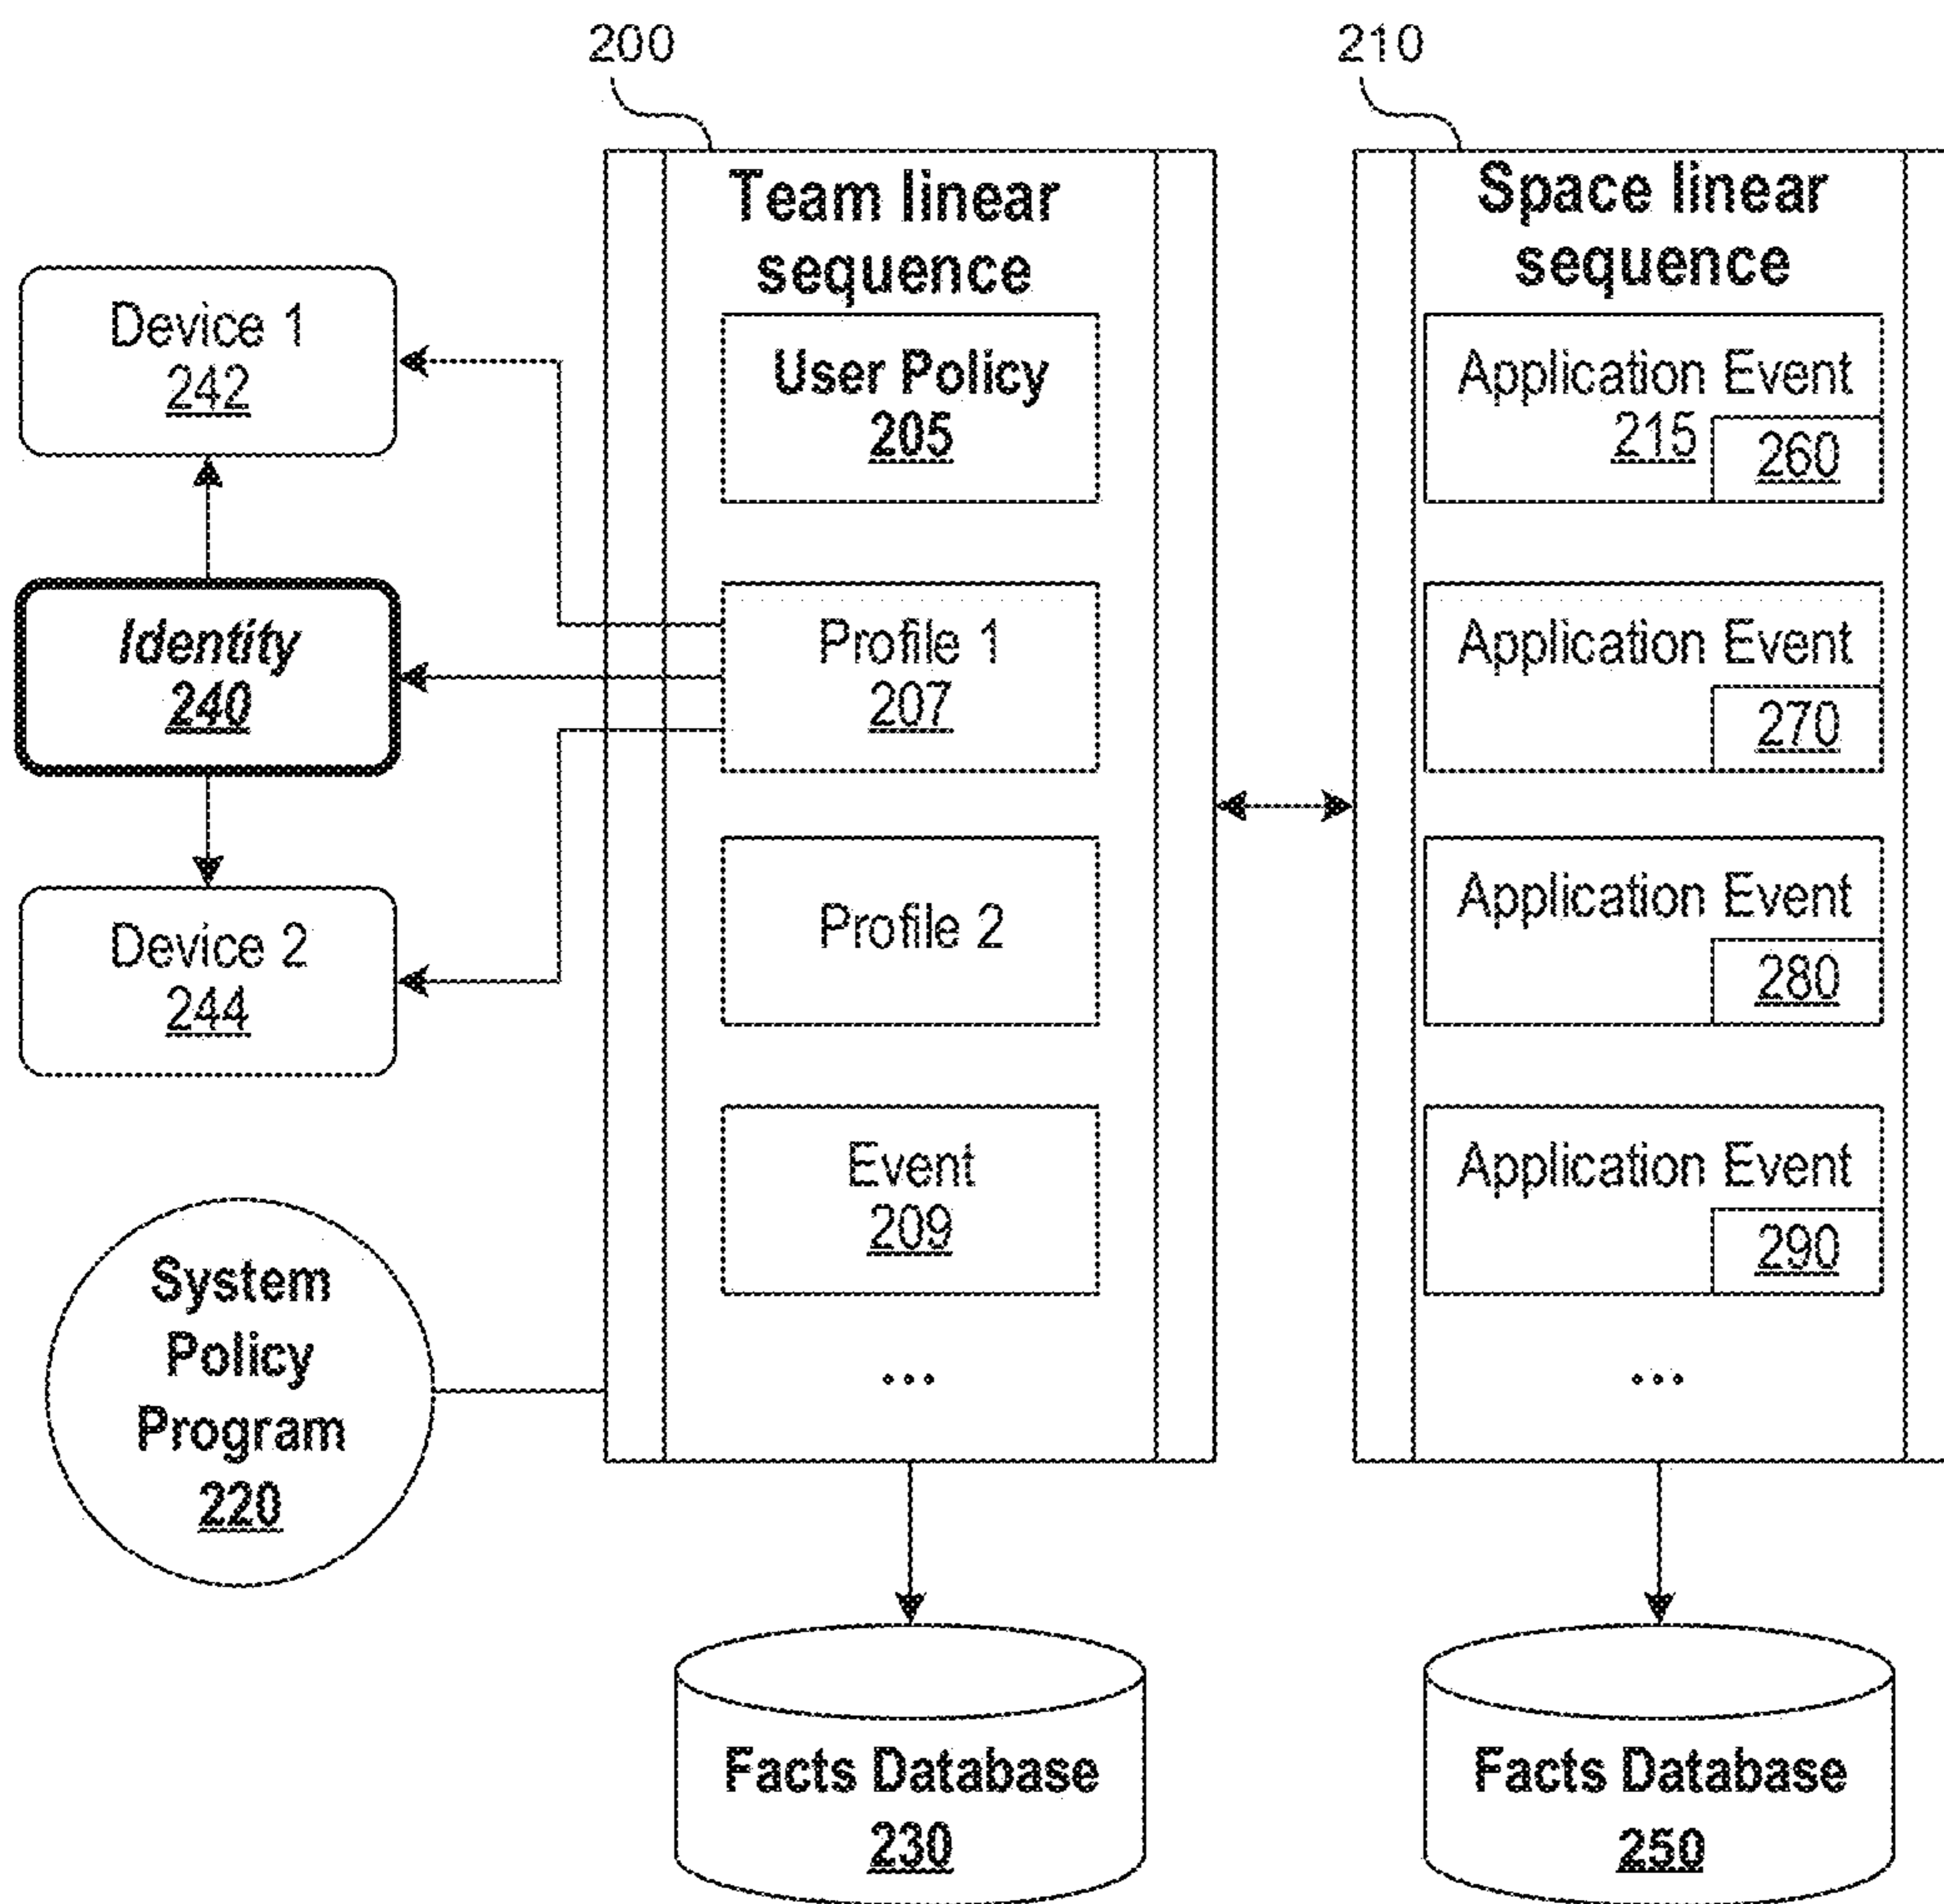 200
210
Team linear
sequence
Space linear
sequence
Device 1
242
User Policy
205
Application Event
215
260
Identity
240
Profile 1
207
Application Event
270
Device 2
244
Profile 2
Application Event
280
Event
209
Application Event
290
System
Policy
Program
220
...
...
Facts Database
230
Facts Database
250